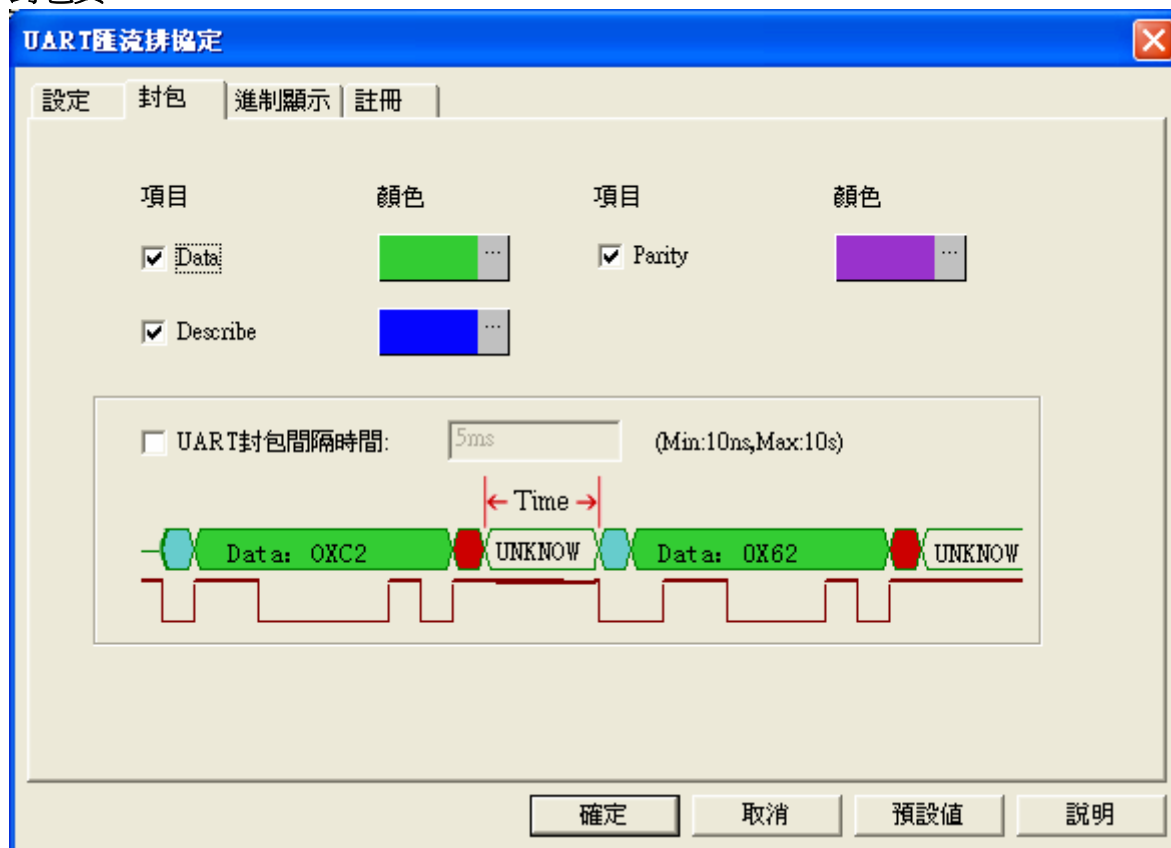 UART匯流排協定
設定 封包 進制顯示 註冊
項目 顏色 項目 顏色
Data ... Parity ...
Describe ...
UART封包間隔時間: 5ms (Min:10ns,Max:10s)
Time
Data: 0XC2 UNKNOW Data: 0X62 UNKNOW
確定 取消 預設值 說明